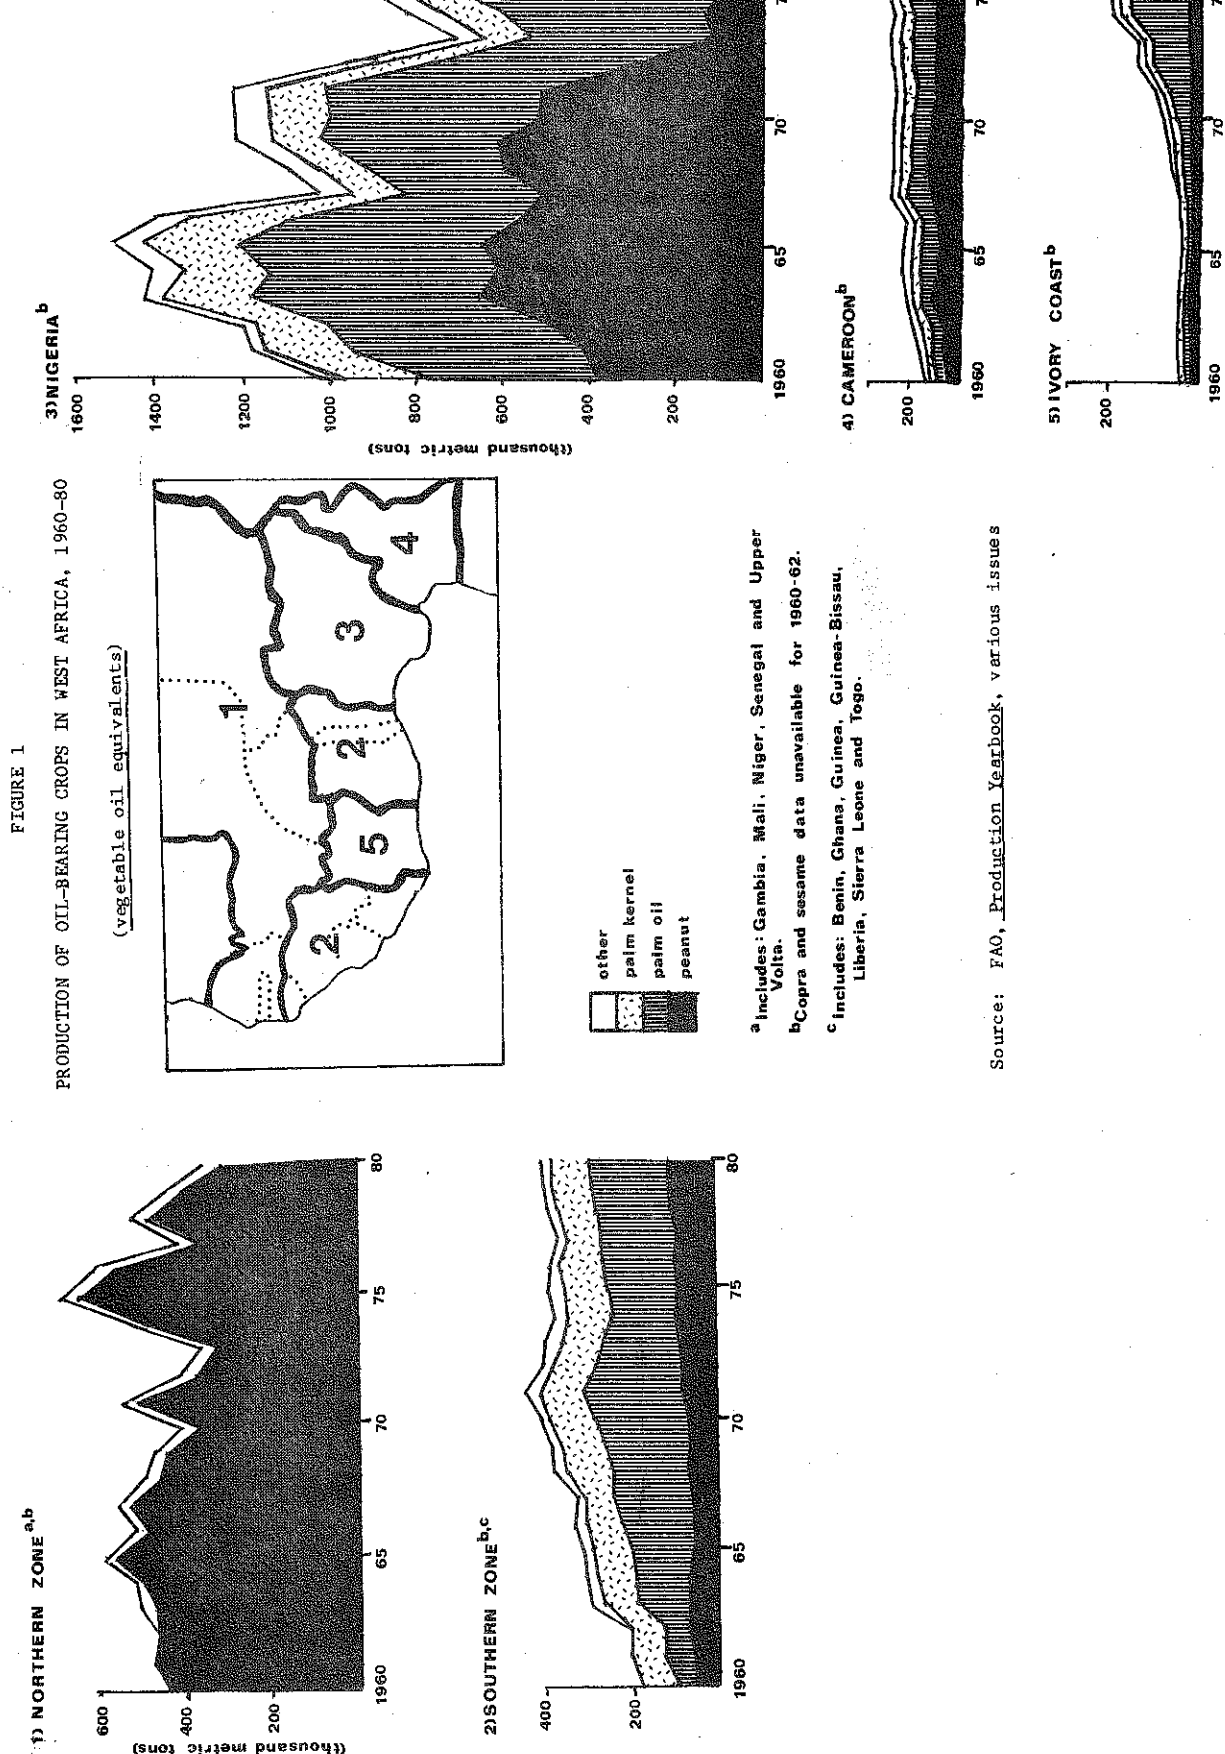 FIGURE 1
PRODUCTION OF OIL-BEARING CROPS IN WEST AFRICA, 1960-80
(vegetable oil equivalents)
1) NORTHERN ZONE a,b
(thousand metric tons)
600
400
200
1960
65
70
75
80
2) SOUTHERN ZONE b,c
400
200
1960
65
70
75
80
1
2
2
3
4
5
other
palm kernel
palm oil
peanut
a Includes: Gambia, Mali, Niger, Senegal and Upper
Volta.
b Copra and sesame data unavailable for 1960-62.
c Includes: Benin, Ghana, Guinea, Guinea-Bissau,
Liberia, Sierra Leone and Togo.
Source: FAO, Production Yearbook, various issues
3) NIGERIA b
(thousand metric tons)
1600
1400
1200
1000
800
600
400
200
1960
65
70
4) CAMEROON b
200
1960
65
70
5) IVORY COAST b
200
1960
65
70